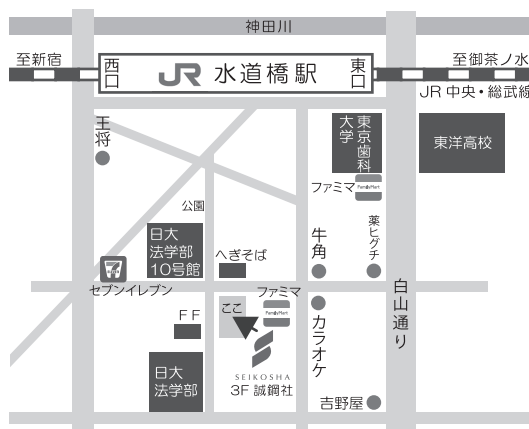 神田川
至新宿
西口
JR 水道橋駅
東口
至御茶ノ水
JR 中央・総武線
王将
東京歯科
大学
東洋高校
ファミマ
FamilyMart
公園
日大
法学部
10号館
へぎそば
牛角
薬ヒグチ
7
セブンイレブン
ここ
ファミマ
FamilyMart
白山通り
FF
カラオケ
SEIKOSHA
3F 誠鋼社
日大
法学部
吉野屋